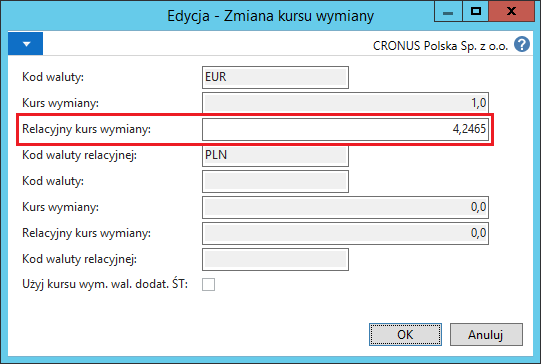 Edycja - Zmiana kursu wymiany
CRONUS Polska Sp. z o.o.
Kod waluty: EUR
Kurs wymiany: 1,0
Relacyjny kurs wymiany: 4,2465
Kod waluty relacyjnej: PLN
Kod waluty:
Kurs wymiany: 0,0
Relacyjny kurs wymiany: 0,0
Kod waluty relacyjnej:
Użyj kursu wym. wal. dodat. ŚT:
OK Anuluj